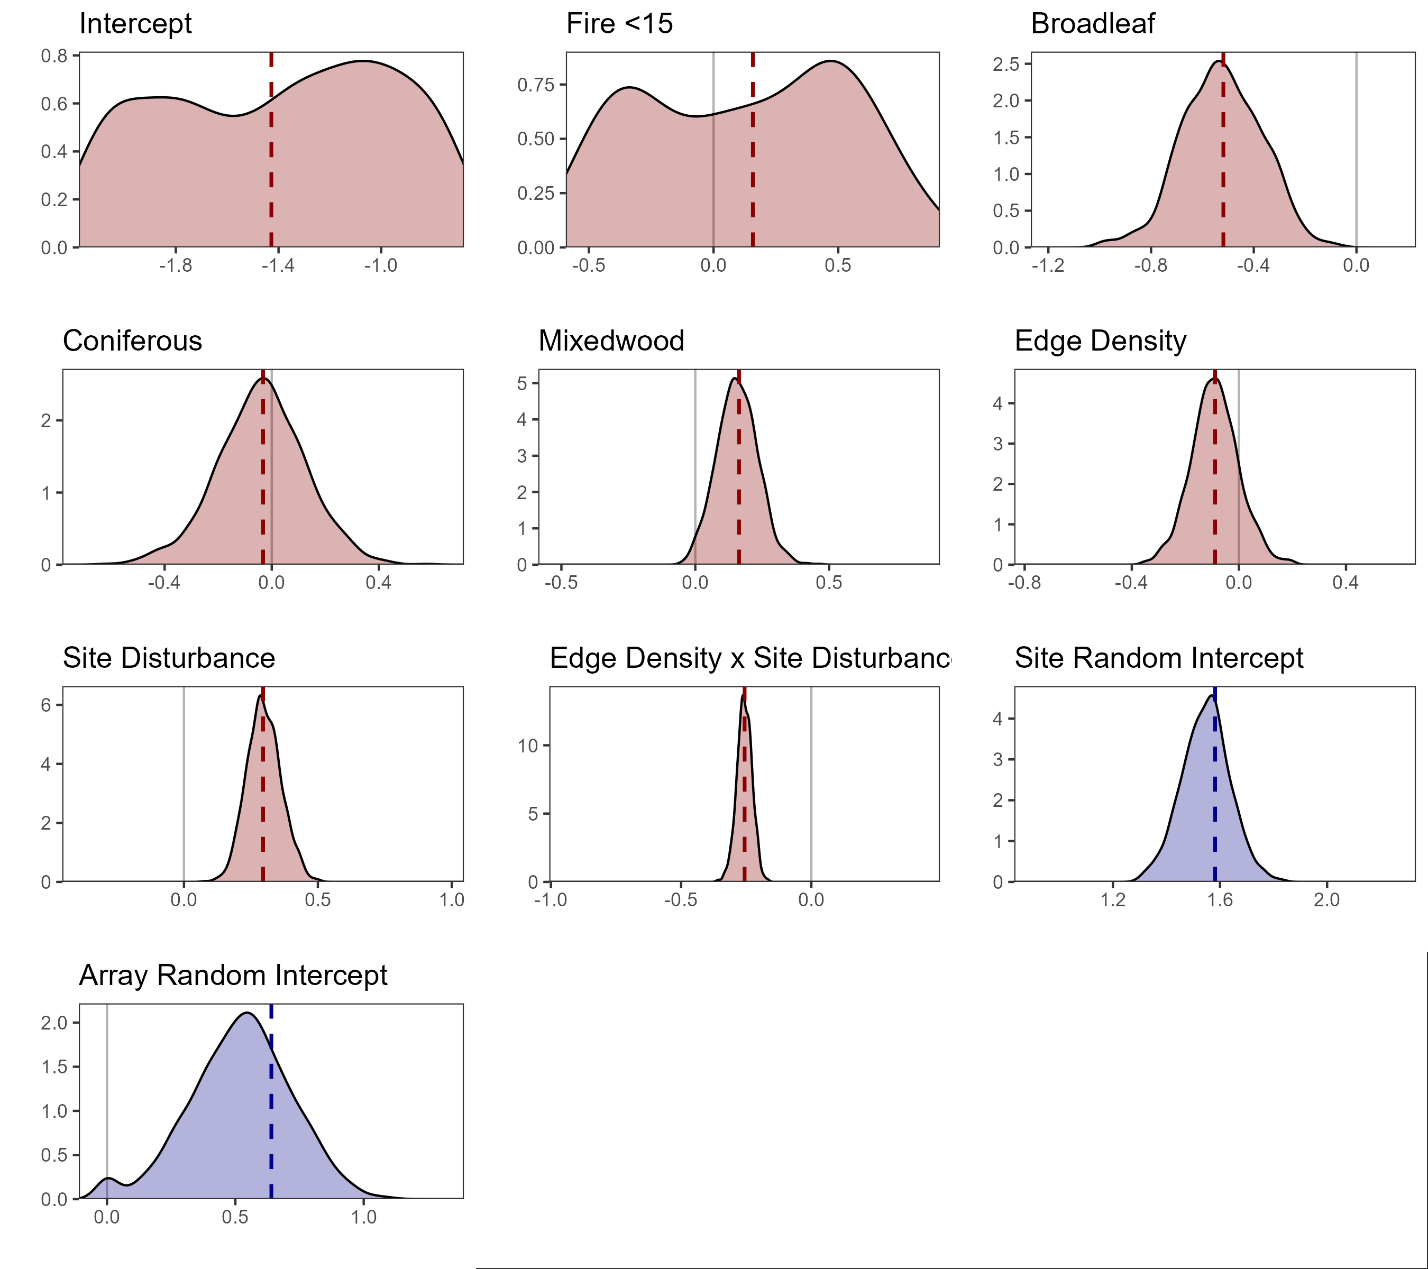 Intercept
Fire <15
Broadleaf
0.8
0.6
0.4
0.2
0.0
-1.8 -1.4 -1.0
0.75
0.50
0.25
0.00
-0.5 0.0 0.5
2.5
2.0
1.5
1.0
0.5
0.0
-1.2 -0.8 -0.4 0.0
Coniferous
Mixedwood
Edge Density
2
1
0
-0.4 0.0 0.4
5
4
3
2
1
0
-0.5 0.0 0.5
4
3
2
1
0
-0.8 -0.4 0.0 0.4
Site Disturbance
Edge Density x Site Disturbanc
Site Random Intercept
6
4
2
0
0.0 0.5 1.0
10
5
0
-1.0 -0.5 0.0
4
3
2
1
0
1.2 1.6 2.0
Array Random Intercept
2.0
1.5
1.0
0.5
0.0
0.0 0.5 1.0